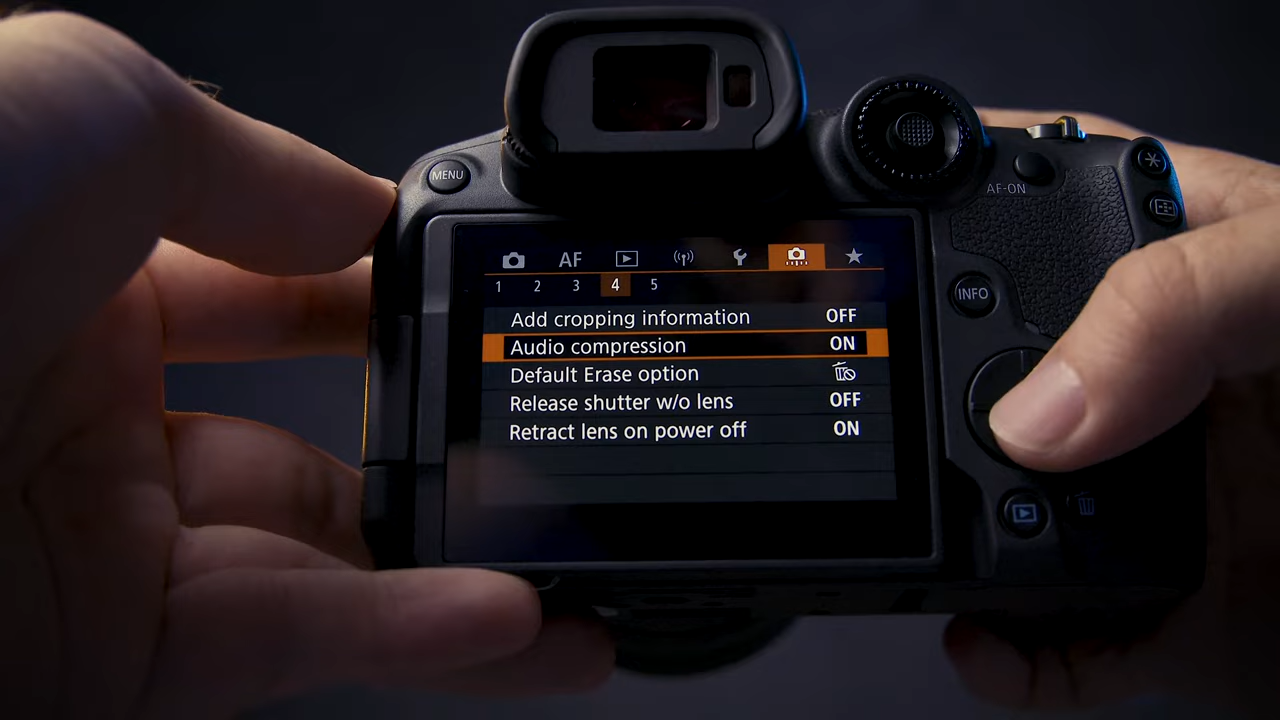 MENU
AF-ON
INFO
AF
1 2 3 4 5
Add cropping information OFF
Audio compression ON
Default Erase option
Release shutter w/o lens OFF
Retract lens on power off ON